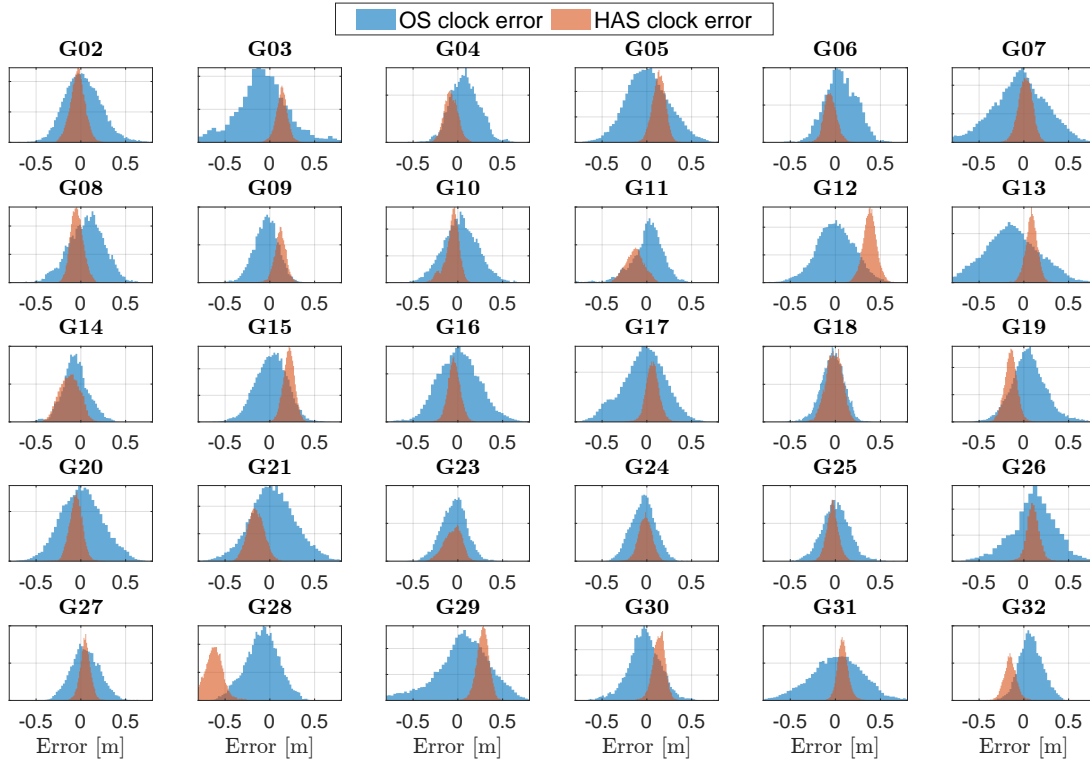 OS clock error HAS clock error
G02 G03 G04 G05 G06 G07
-0.5 0 0.5 -0.5 0 0.5 -0.5 0 0.5 -0.5 0 0.5 -0.5 0 0.5 -0.5 0 0.5
G08 G09 G10 G11 G12 G13
-0.5 0 0.5 -0.5 0 0.5 -0.5 0 0.5 -0.5 0 0.5 -0.5 0 0.5 -0.5 0 0.5
G14 G15 G16 G17 G18 G19
-0.5 0 0.5 -0.5 0 0.5 -0.5 0 0.5 -0.5 0 0.5 -0.5 0 0.5 -0.5 0 0.5
G20 G21 G23 G24 G25 G26
-0.5 0 0.5 -0.5 0 0.5 -0.5 0 0.5 -0.5 0 0.5 -0.5 0 0.5 -0.5 0 0.5
G27 G28 G29 G30 G31 G32
-0.5 0 0.5 -0.5 0 0.5 -0.5 0 0.5 -0.5 0 0.5 -0.5 0 0.5 -0.5 0 0.5
Error [m] Error [m] Error [m] Error [m] Error [m] Error [m]